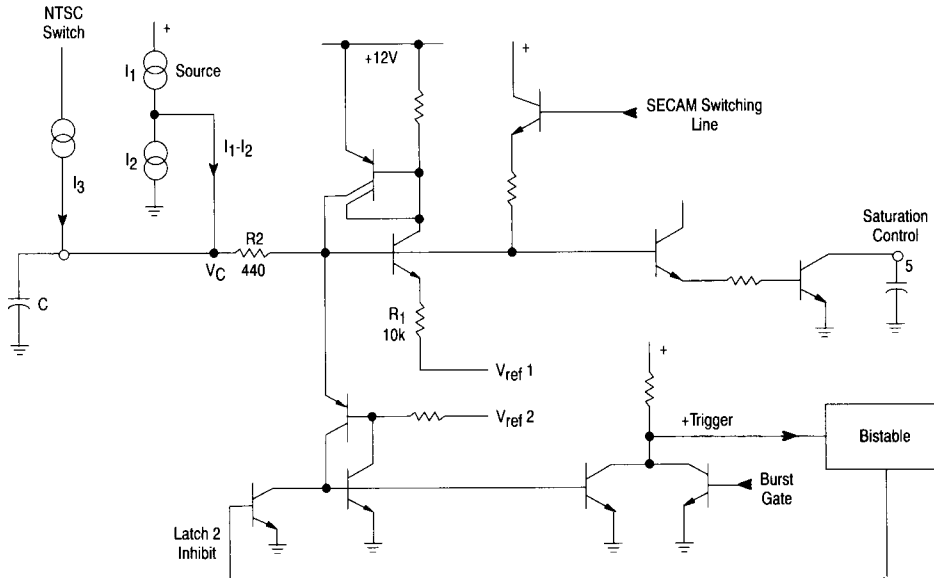 NTSC
Switch
+
I1
Source
+12V
+
SECAM Switching
Line
I2
I1-I2
I3
Saturation
Control
R2
440
VC
5
C
R1
10k
Vref 1
+
Vref 2
+Trigger
Bistable
Burst
Gate
Latch 2
Inhibit